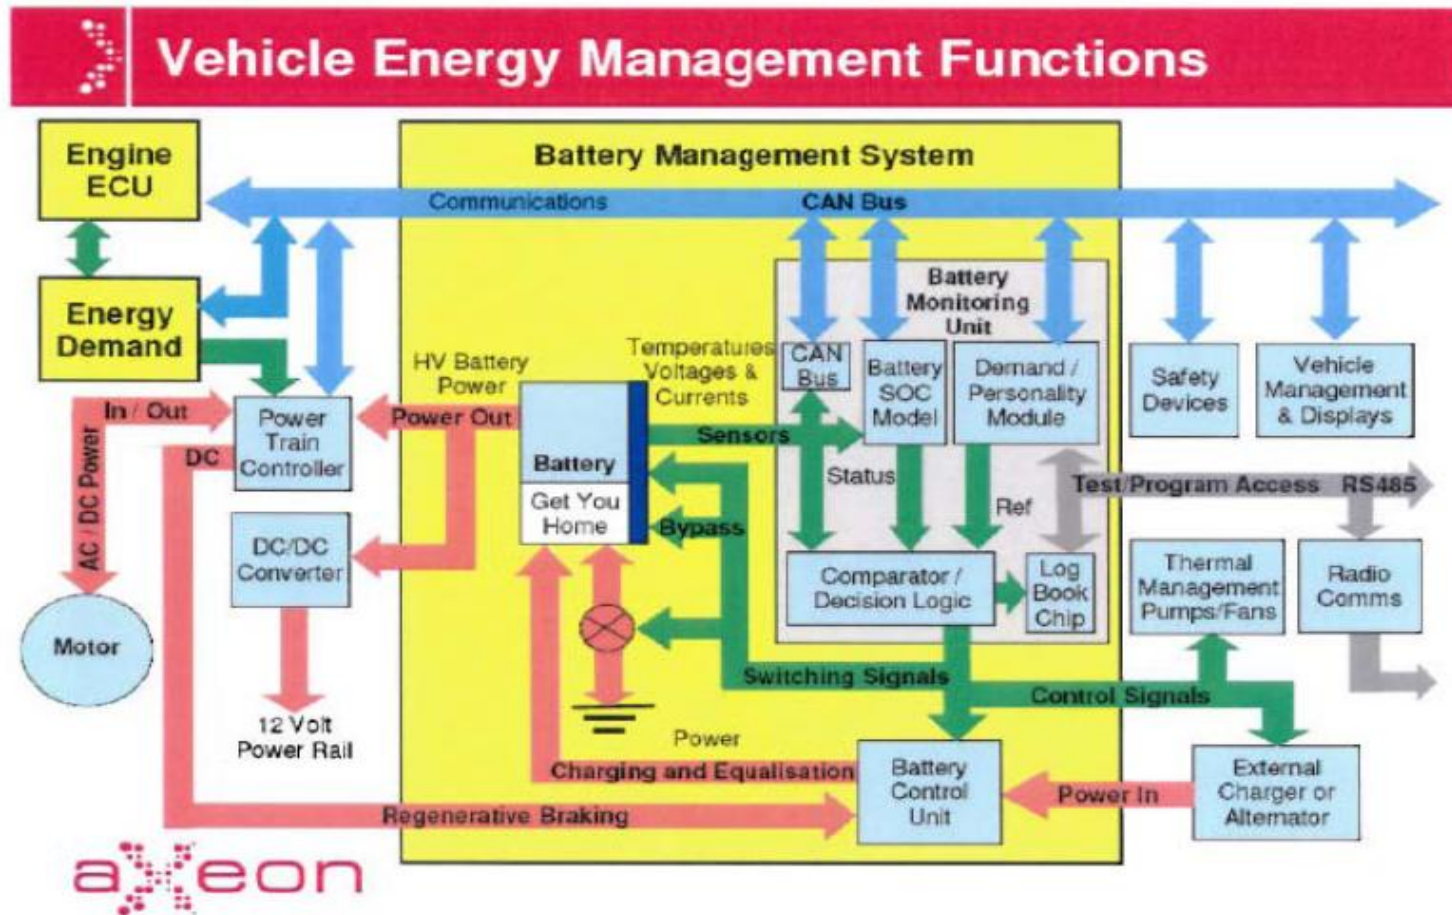 Vehicle Energy Management Functions
Engine
ECU
Battery Management System
Communications
CAN Bus
Energy
Demand
Battery
Monitoring
Unit
HV Battery
Power
Temperatures
Voltages &
Currents
CAN
Bus
Battery
SOC
Model
Demand /
Personality
Module
Safety
Devices
Vehicle
Management
& Displays
In / Out
Power
Train
Controller
Power Out
Sensors
DC
AC / DC Power
Battery
Get You
Home
Status
Ref
Test/Program Access RS485
Bypass
DC/DC
Converter
Comparator /
Decision Logic
Log
Book
Chip
Thermal
Management
Pumps/Fans
Radio
Comms
Motor
Switching Signals
Control Signals
12 Volt
Power Rail
Power
Charging and Equalisation
Battery
Control
Unit
Power In
External
Charger or
Alternator
Regenerative Braking
axeon